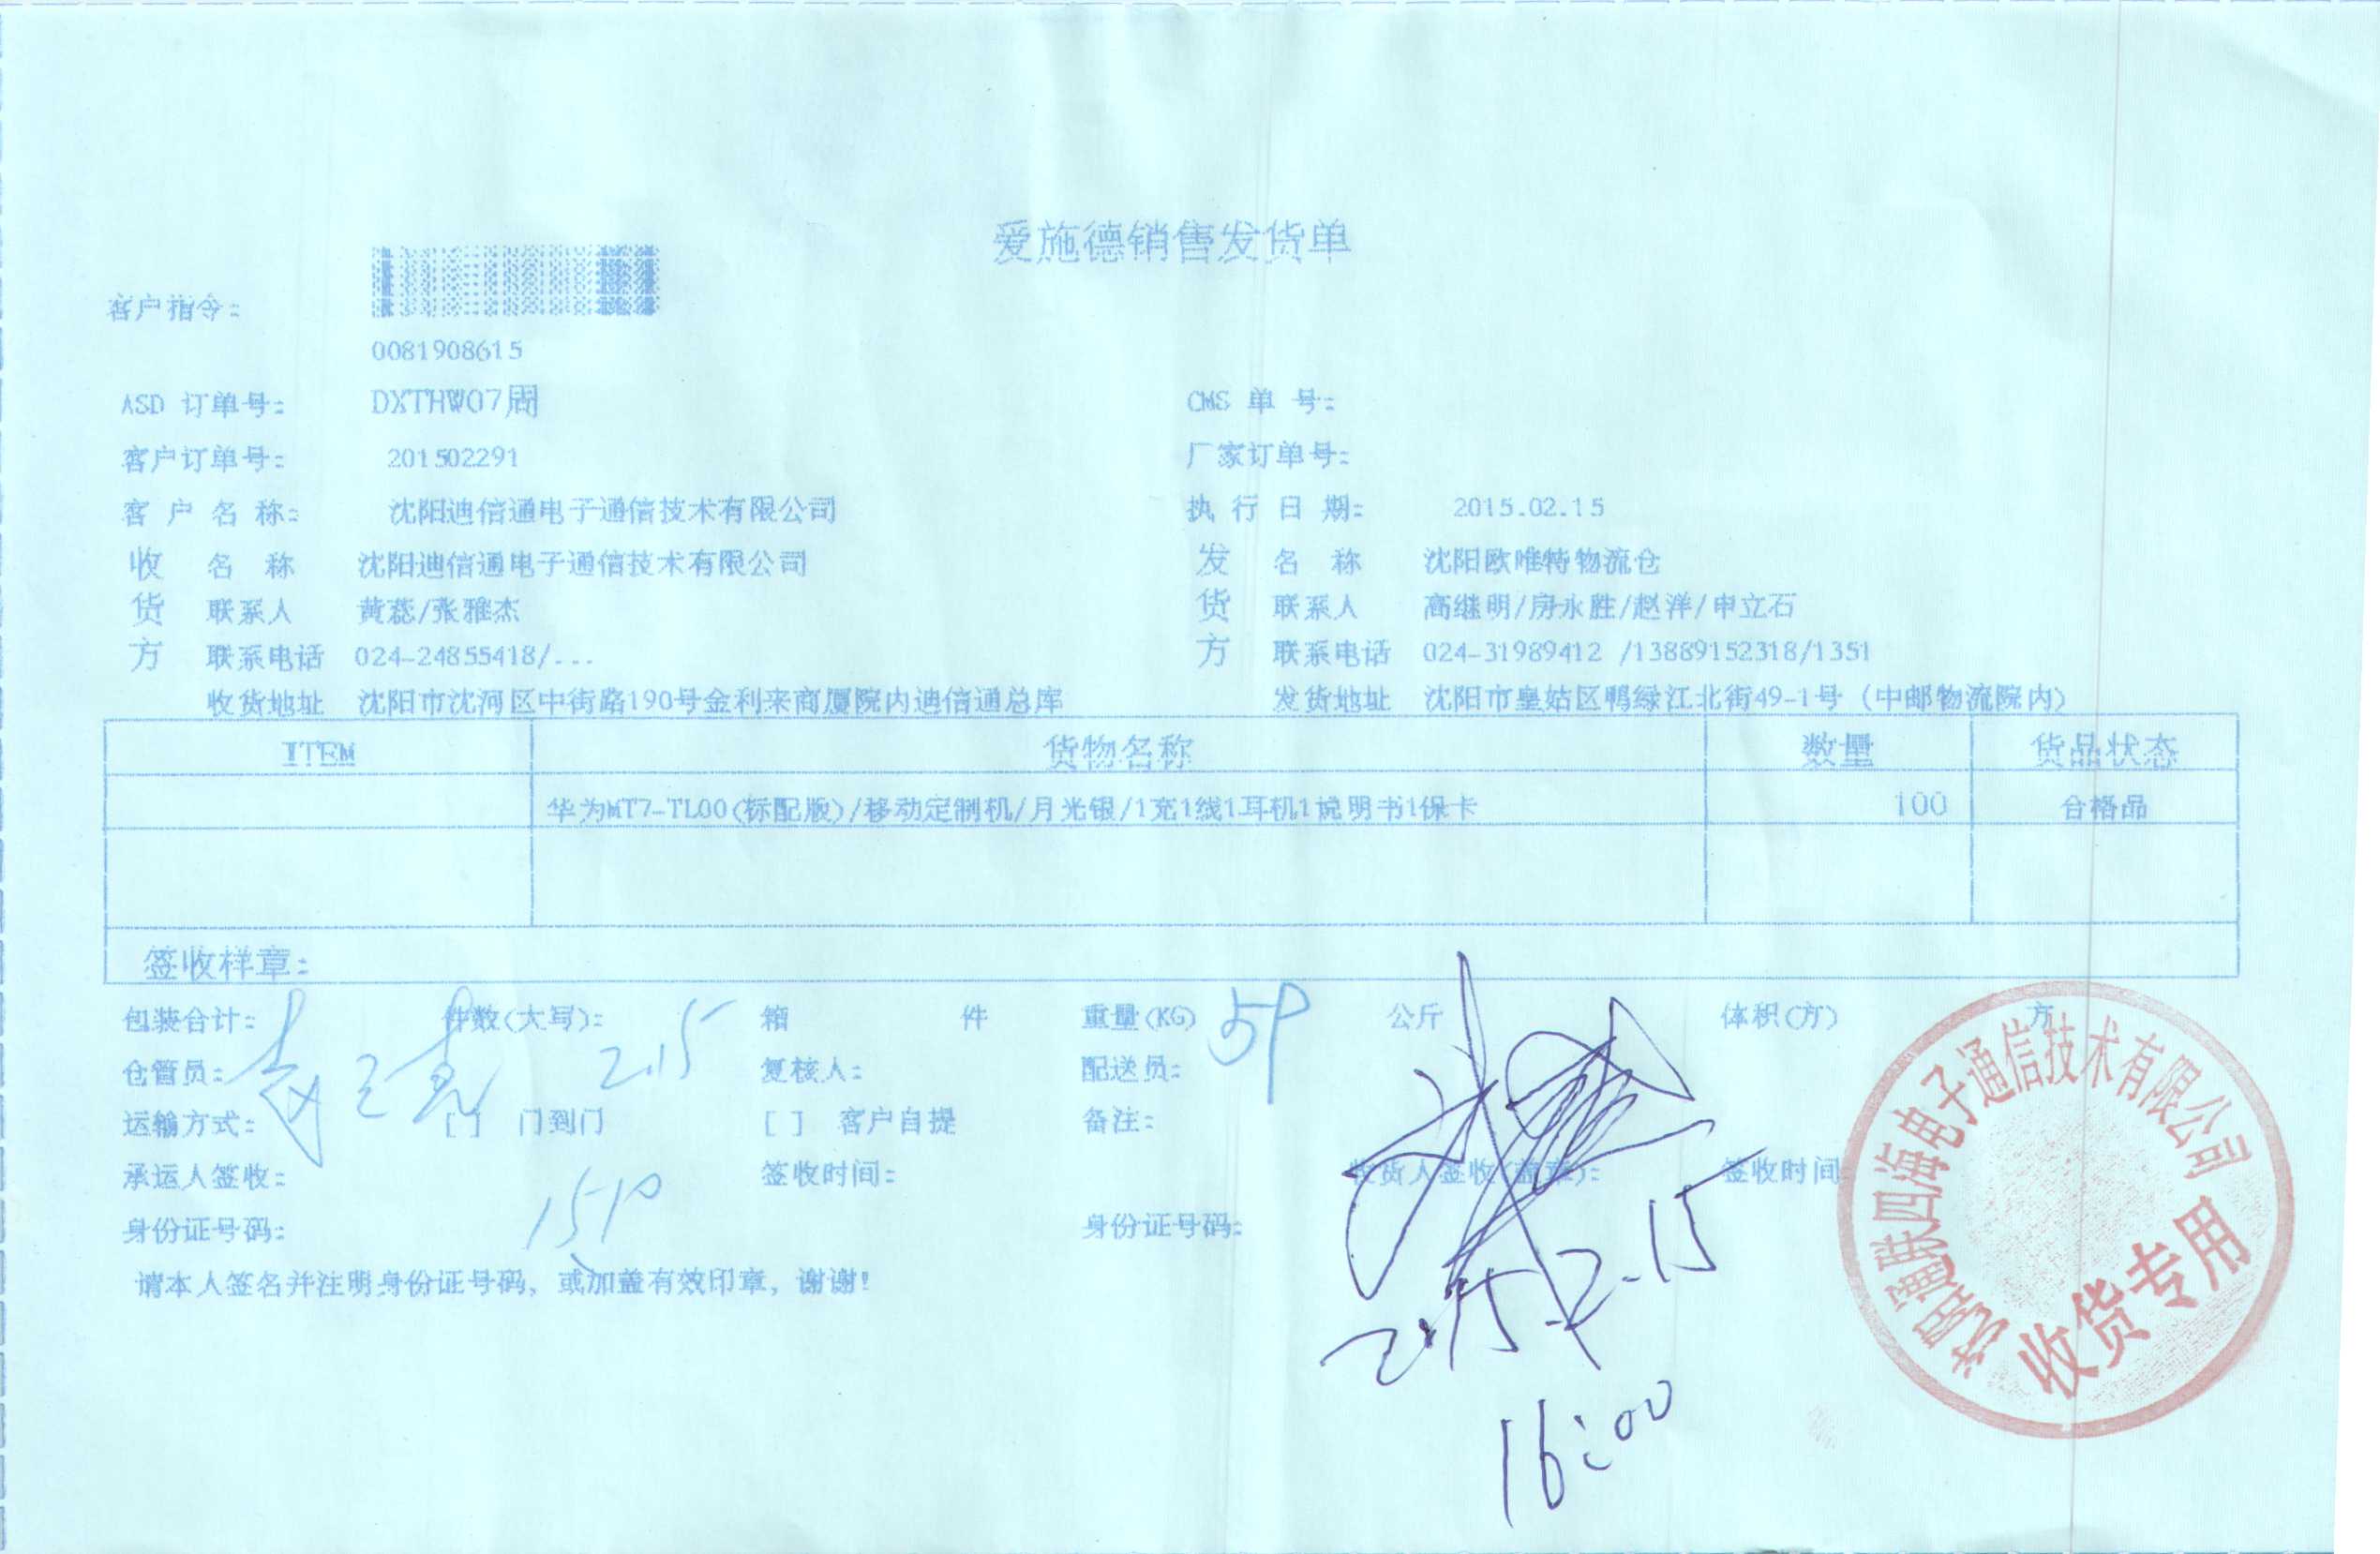 爱施德销售发货单
客户指令:
0081908615
ASD 订单号: DXTHW07周 CMS 单 号:
客户订单号: 201502291 厂家订单号:
客 户 名 称: 沈阳迪信通电子通信技术有限公司 执 行 日 期: 2015.02.15
收 名 称 沈阳迪信通电子通信技术有限公司 发 名 称 沈阳欧唯特物流仓
货 联系人 黄蕊/张雅杰 货 联系人 高继明/房永胜/赵洋/申立石
方 联系电话 024-24855418/... 方 联系电话 024-31989412 /13889152318/1351
收货地址 沈阳市沈河区中街路190号金利来商厦院内迪信通总库 发货地址 沈阳市皇姑区鸭绿江北街49-1号 (中邮物流院内)
ITEM 货物名称 数量 货品状态
华为MT7-TL00(标配版)/移动定制机/月光银/1充1线1耳机1说明书1保卡 100 合格品
签收样章:
包装合计: 件数(大写): 箱 件 重量(KG) 5P 公斤 体积(方) 方
仓管员: 2.15 复核人: 配送员:
运输方式: [ ] 门到门 [ ] 客户自提 备注:
承运人签收: 签收时间: 收货人签收(盖章): 签收时间
身份证号码: 1510 身份证号码:
请本人签名并注明身份证号码, 或加盖有效印章, 谢谢!
16:00
电子通信技术有限公司
收货专用